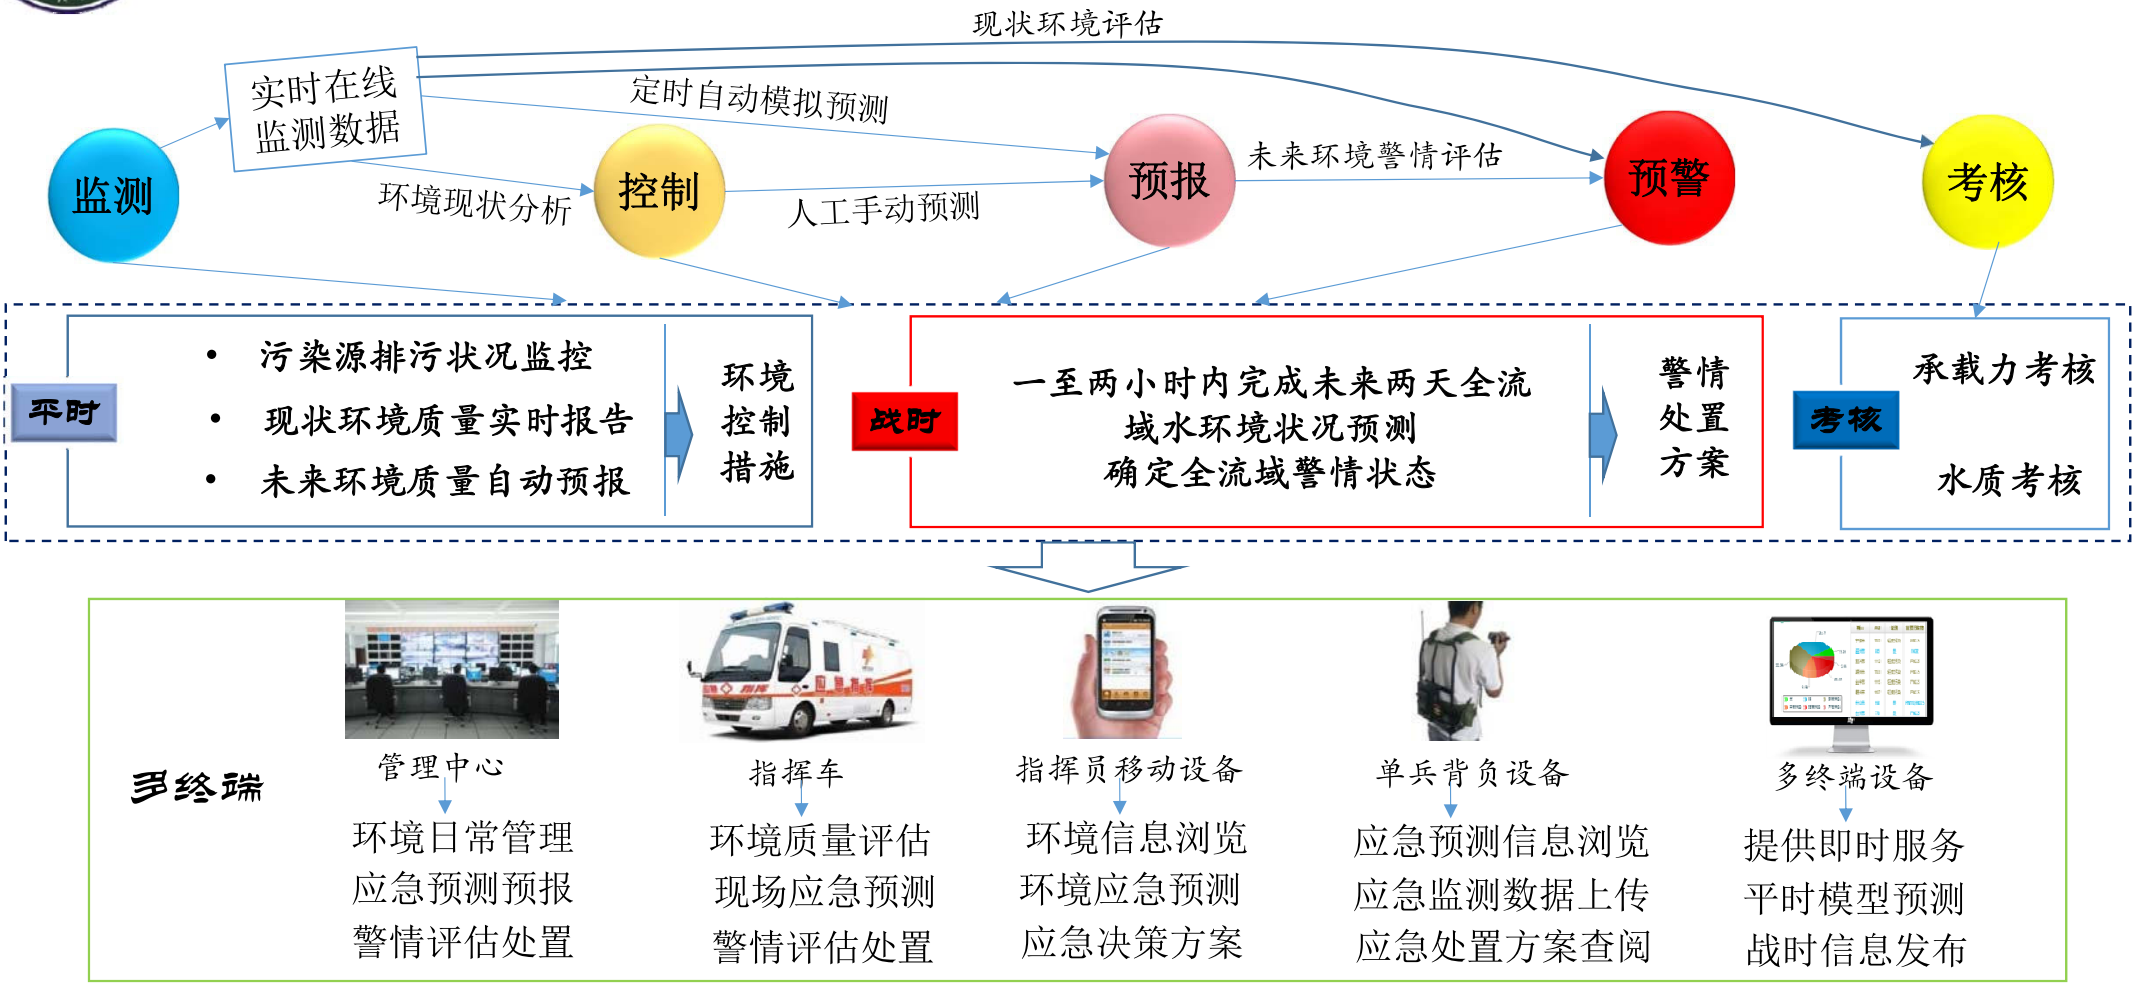 现状环境评估
实时在线
监测数据
定时自动模拟预测
未来环境警情评估
环境现状分析
人工手动预测
监测
控制
预报
预警
考核
平时
• 污染源排污状况监控
• 现状环境质量实时报告
• 未来环境质量自动预报
环境
控制
措施
战时
一至两小时内完成未来两天全流
域水环境状况预测
确定全流域警情状态
警情
处置
方案
考核
承载力考核
水质考核
多终端
管理中心
环境日常管理
应急预测预报
警情评估处置
指挥车
环境质量评估
现场应急预测
警情评估处置
指挥员移动设备
环境信息浏览
环境应急预测
应急决策方案
单兵背负设备
应急预测信息浏览
应急监测数据上传
应急处置方案查阅
多终端设备
提供即时服务
平时模型预测
战时信息发布